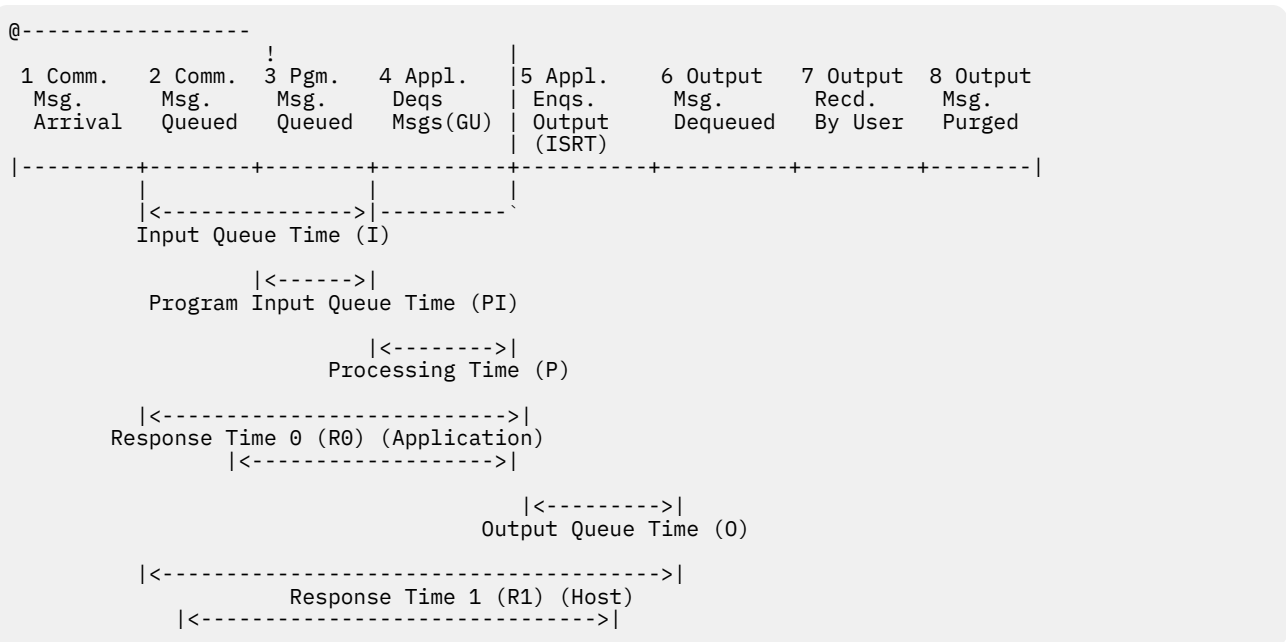 @------------------
                    !                  |
 1 Comm.   2 Comm.  3 Pgm.   4 Appl.   |5 Appl.    6 Output   7 Output  8 Output
  Msg.      Msg.     Msg.     Deqs     | Enqs.      Msg.       Recd.     Msg.
  Arrival   Queued   Queued   Msgs(GU) | Output     Dequeued   By User   Purged
                                       | (ISRT)
|---------+--------+--------+----------+----------+----------+---------+--------|
          |                 |          |
          |<--------------->|----------`
          Input Queue Time (I)
                   |<------>|
           Program Input Queue Time (PI)
                            |<-------->|
                         Processing Time (P)
          |<--------------------------->|
        Response Time 0 (R0) (Application)
                 |<------------------->|
                                        |<--------->|
                                     Output Queue Time (O)
          |<--------------------------------------->|
                      Response Time 1 (R1) (Host)
             |<------------------------------->|